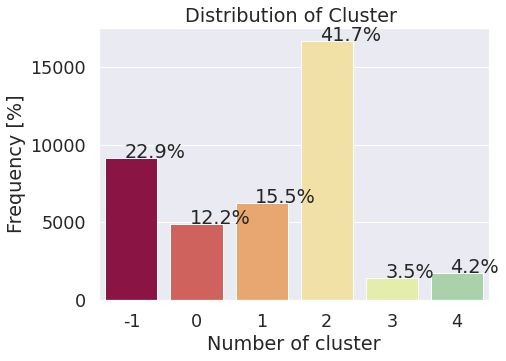 Distribution of Cluster
41.7%
15000
Frequency [%]
10000
22.9%
15.5%
5000
12.2%
3.5%
4.2%
0
-1 0 1 2 3 4
Number of cluster